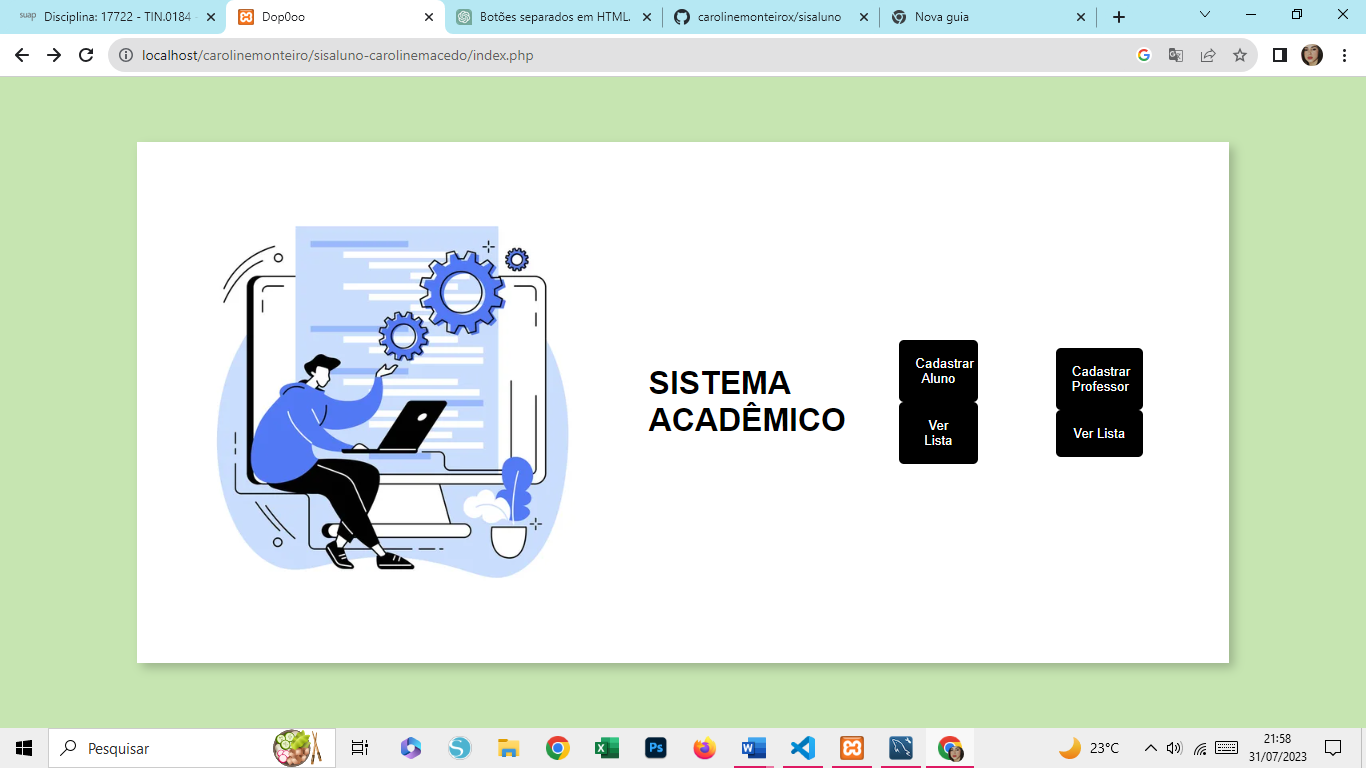 suap
Disciplina: 17722 - TIN.0184 -
Dop0oo
Botões separados em HTML.
carolinemonteirox/sisaluno
Nova guia
localhost/carolinemonteiro/sisaluno-carolinemacedo/index.php
SISTEMA
ACADÊMICO
Cadastrar
Aluno
Ver
Lista
Cadastrar
Professor
Ver Lista
Pesquisar
23°C
21:58
31/07/2023